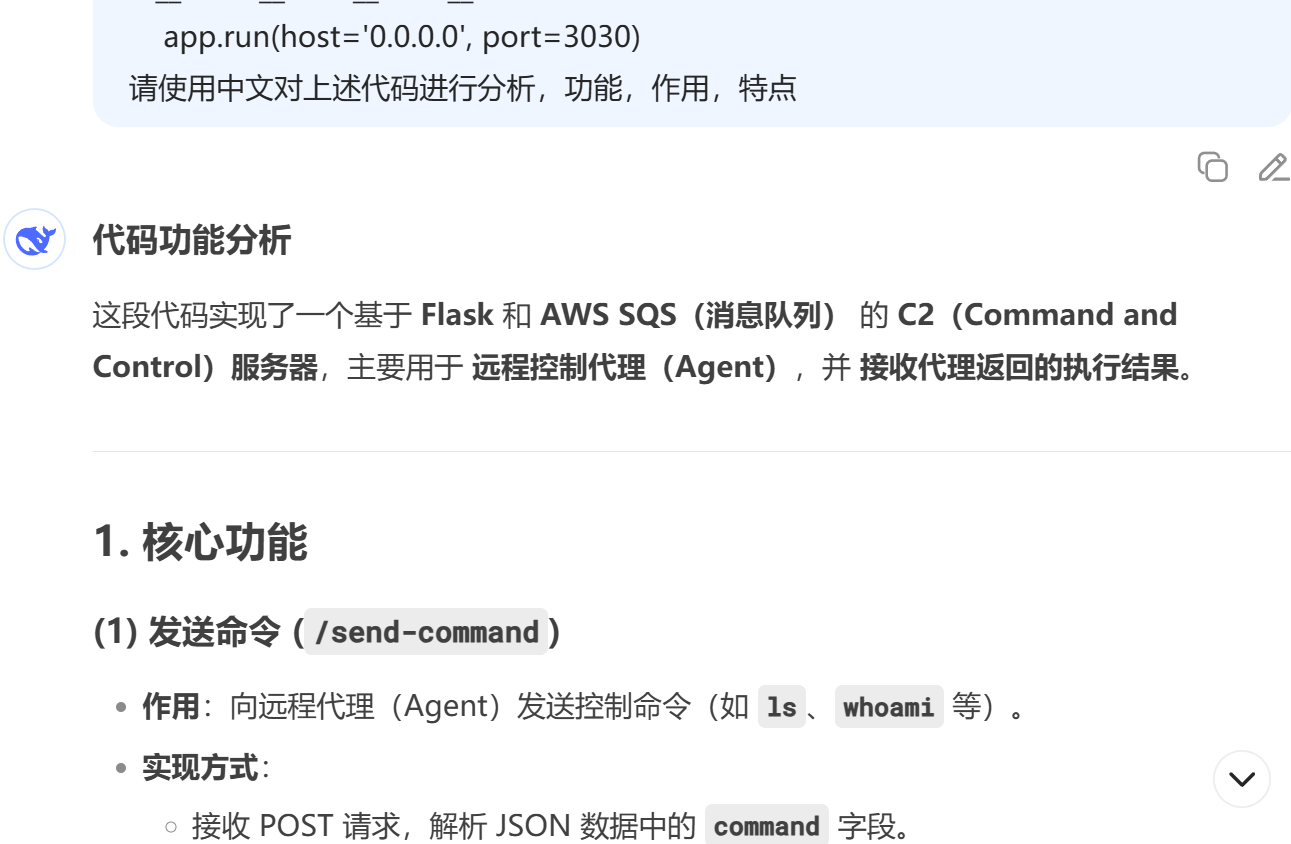 app.run(host='0.0.0.0', port=3030)
请使用中文对上述代码进行分析，功能，作用，特点
代码功能分析
这段代码实现了一个基于 Flask 和 AWS SQS（消息队列） 的 C2（Command and
Control）服务器，主要用于 远程控制代理（Agent），并 接收代理返回的执行结果。
1. 核心功能
(1) 发送命令 (/send-command)
作用：向远程代理（Agent）发送控制命令（如 ls、whoami 等）。
实现方式：
接收 POST 请求，解析 JSON 数据中的 command 字段。